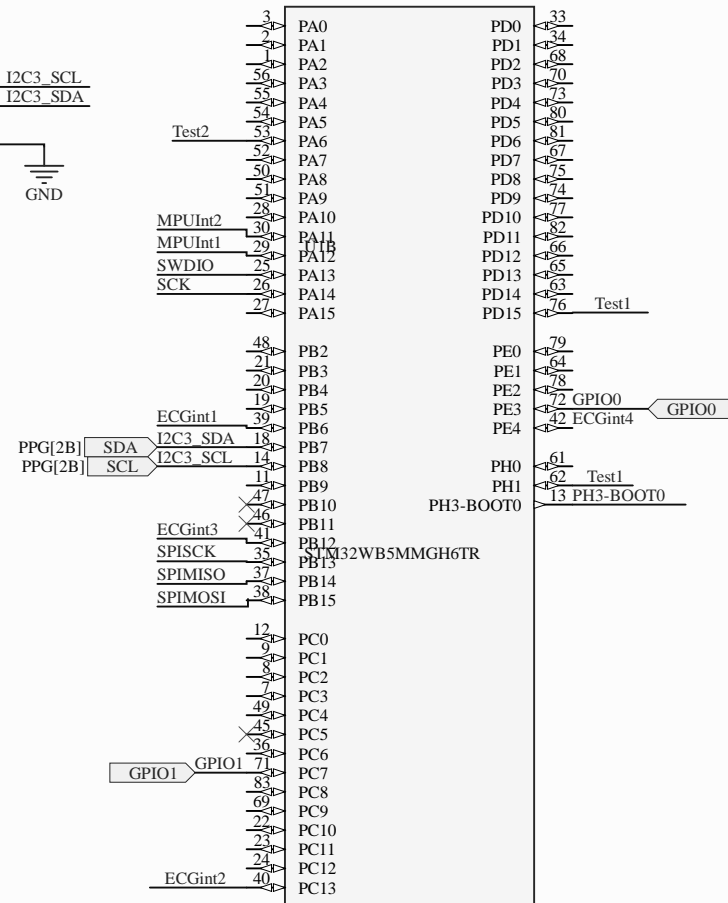 3 PA0 PD0 33
2 PA1 PD1 34
1 PA2 PD2 68
I2C3_SCL 56 PA3 PD3 70
I2C3_SDA 55 PA4 PD4 73
54 PA5 PD5 80
Test2 53 PA6 PD6 81
52 PA7 PD7 67
GND 50 PA8 PD8 75
51 PA9 PD9 74
28 PA10 PD10 77
MPUInt2 30 PA11 PD11 82
U1B
MPUInt1 29 PA12 PD12 66
SWDIO 25 PA13 PD13 65
SCK 26 PA14 PD14 63
27 PA15 PD15 76 Test1
48 PB2 PE0 79
21 PB3 PE1 64
20 PB4 PE2 78
19 PB5 PE3 72 GPIO0 GPIO0
ECGint1 39 PB6 PE4 42 ECGint4
PPG[2B] SDA I2C3_SDA 18 PB7
PPG[2B] SCL I2C3_SCL 14 PB8 PH0 61
11 PB9 PH1 62 Test1
47 PB10 PH3-BOOT0 13 PH3-BOOT0
46 PB11
ECGint3 41 PB12
STM32WB5MMGH6TR
SPISCK 35 PB13
SPIMISO 37 PB14
SPIMOSI 38 PB15
12 PC0
9 PC1
8 PC2
7 PC3
49 PC4
45 PC5
36 PC6
GPIO1 GPIO1 71 PC7
83 PC8
69 PC9
22 PC10
23 PC11
24 PC12
ECGint2 40 PC13